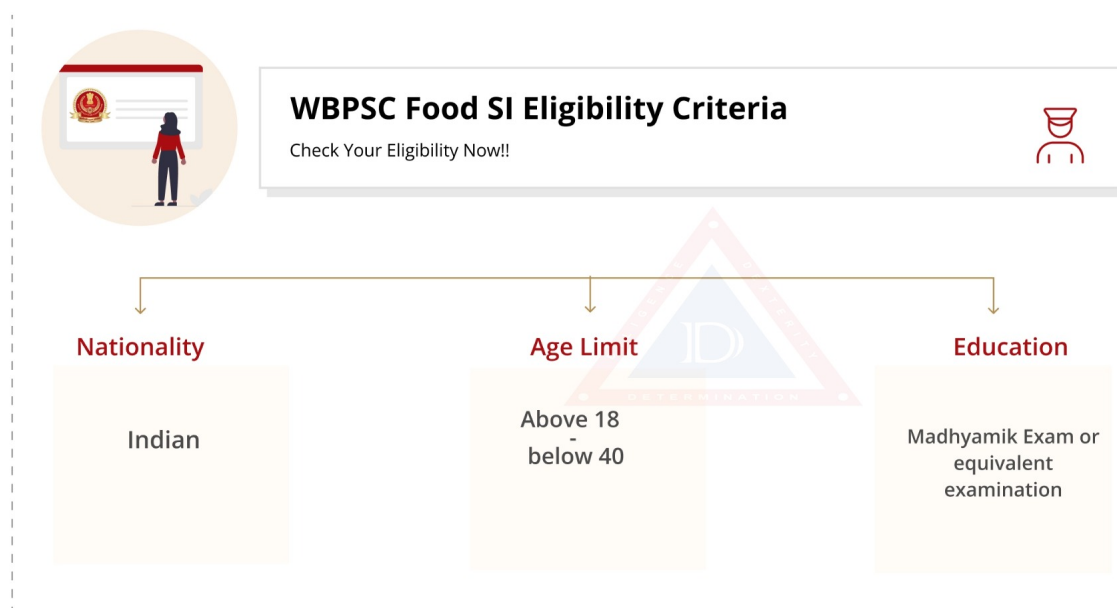 WBPSC Food SI Eligibility Criteria
Check Your Eligibility Now!!
Nationality
Indian
Age Limit
Above 18
-
below 40
Education
Madhyamik Exam or
equivalent
examination
DETERMINATION